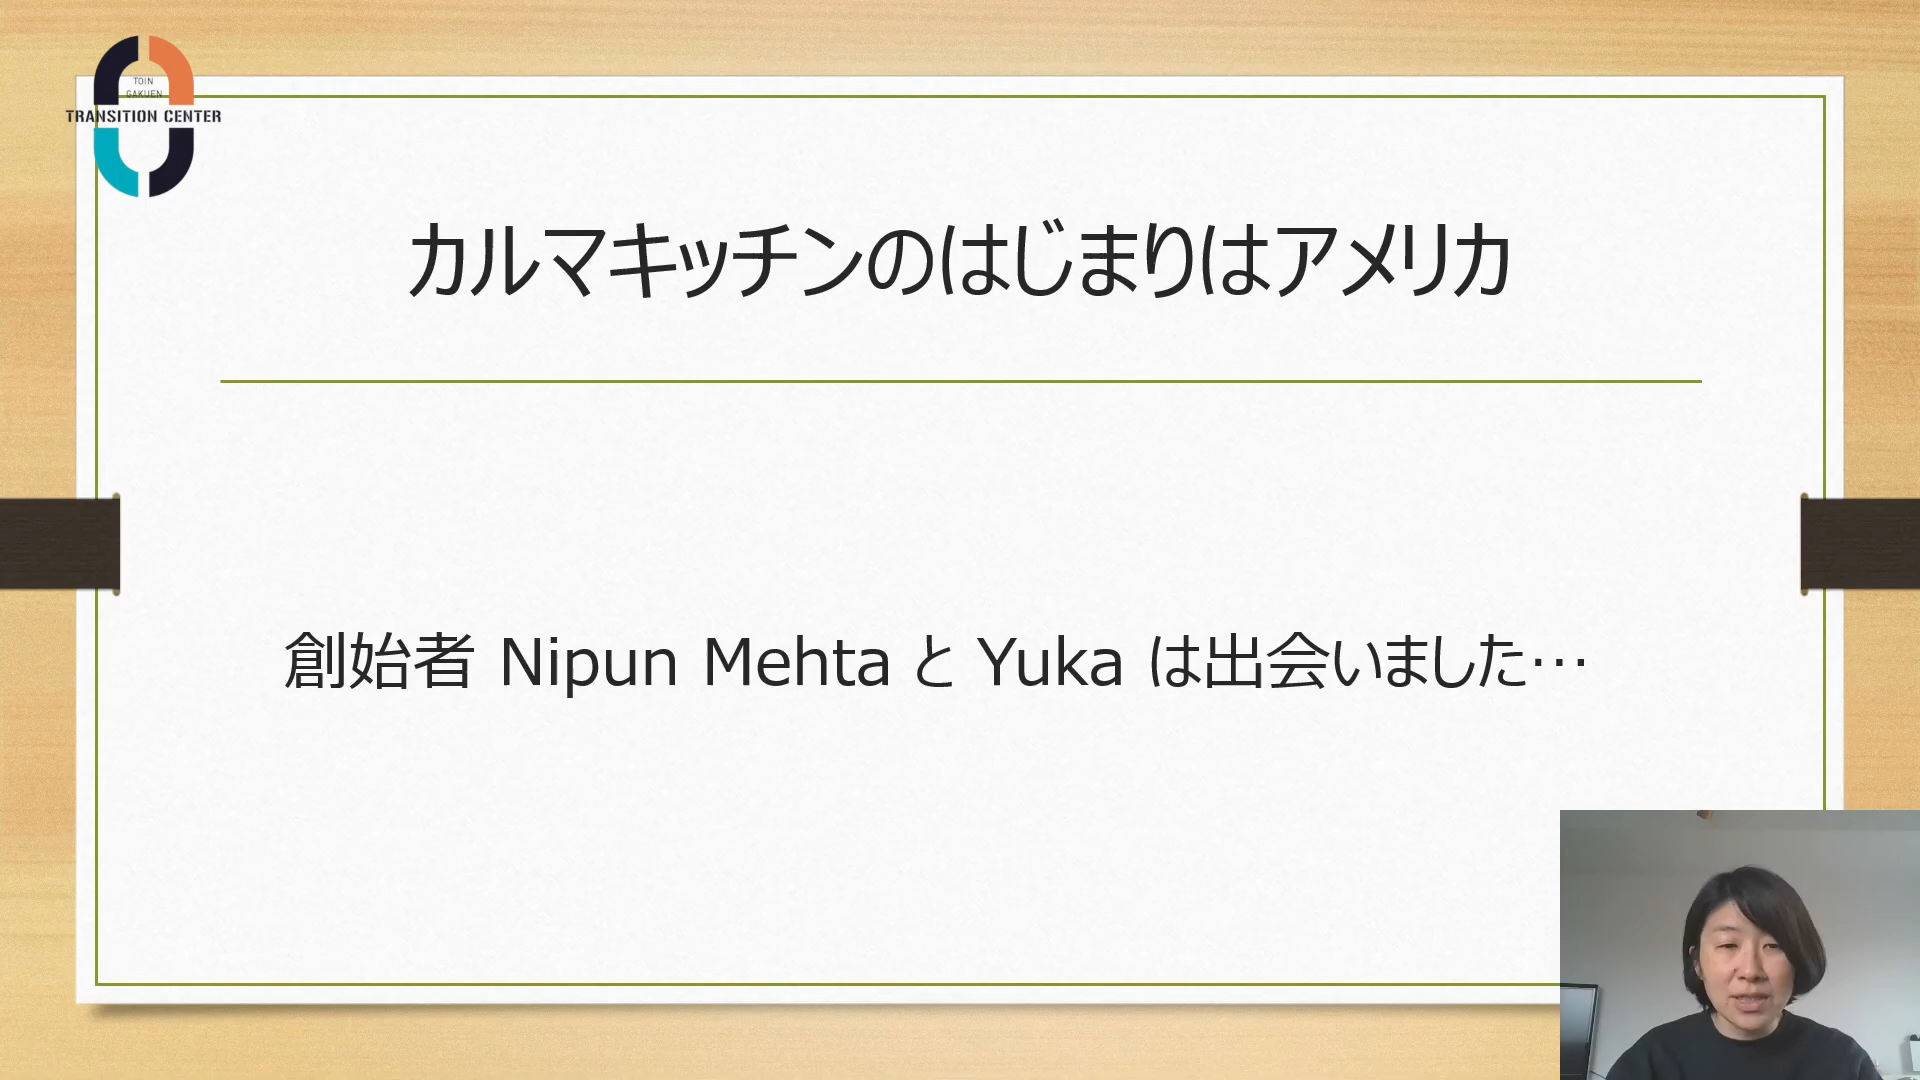 TOIN
GAKUEN
TRANSITION CENTER
カルマキッチンのはじまりはアメリカ
創始者 Nipun Mehta と Yuka は出会いました…